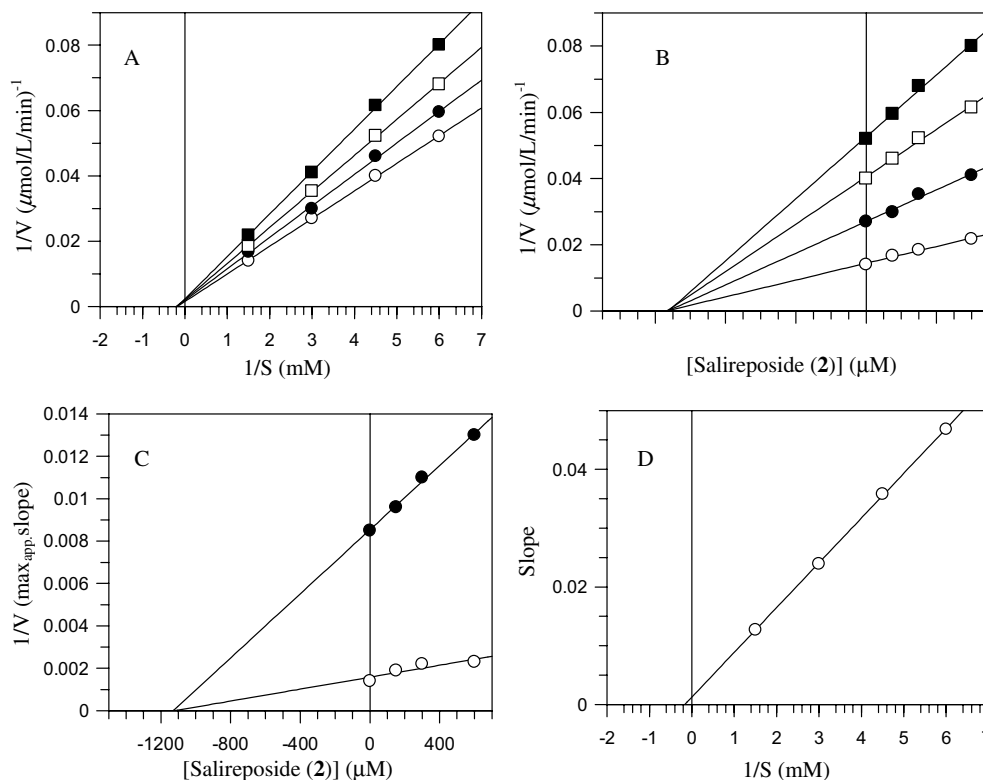 A
1/V (μmol/L/min)⁻¹
0.08
0.06
0.04
0.02
0
-2 -1 0 1 2 3 4 5 6 7
1/S (mM)
B
1/V (μmol/L/min)⁻¹
0.08
0.06
0.04
0.02
0
[Salireposide (2)] (μM)
C
1/V (max_app.slope)
0.014
0.012
0.01
0.008
0.006
0.004
0.002
0
-1200 -800 -400 0 400
[Salireposide (2)] (μM)
D
Slope
0.04
0.02
0
-2 -1 0 1 2 3 4 5 6 7
1/S (mM)